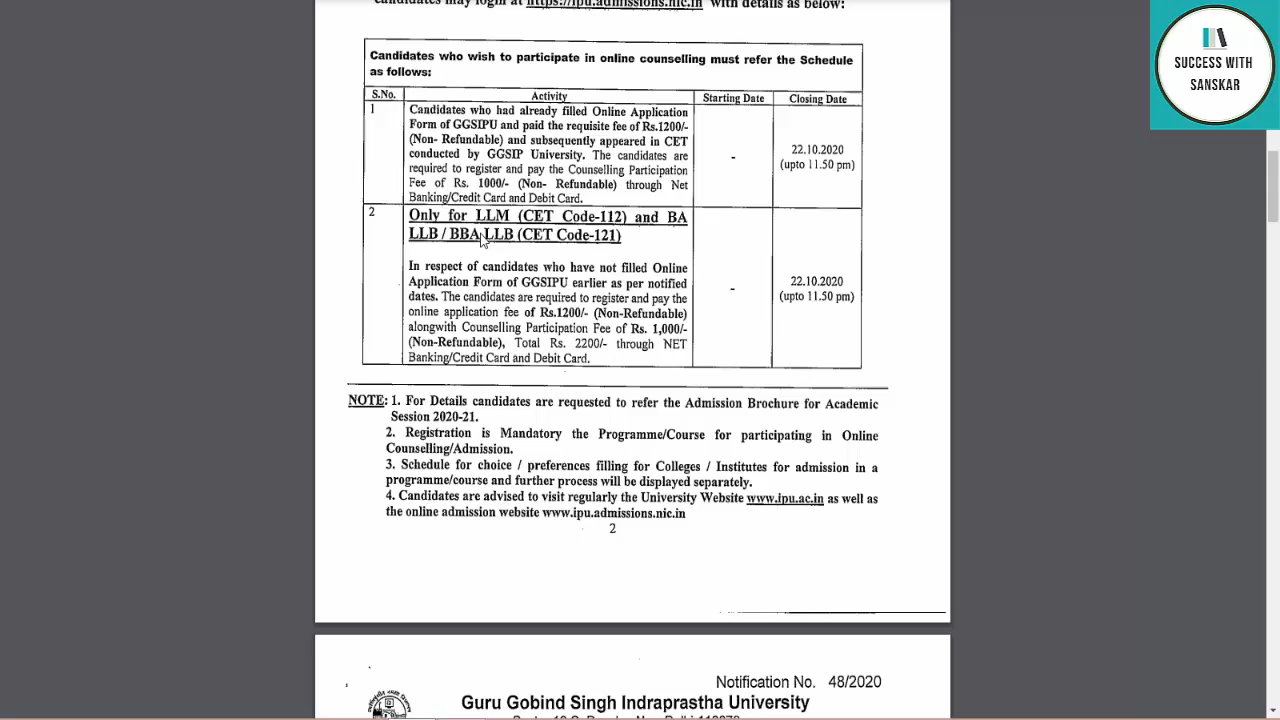 candidates may login at https://ipu.admissions.nic.in with details as below:
SUCCESS WITH
SANSKAR
Candidates who wish to participate in online counselling must refer the Schedule
as follows:
S.No. Activity Starting Date Closing Date
1 Candidates who had already filled Online Application
Form of GGSIPU and paid the requisite fee of Rs.1200/-
(Non- Refundable) and subsequently appeared in CET
conducted by GGSIP University. The candidates are
required to register and pay the Counselling Participation
Fee of Rs. 1000/- (Non- Refundable) through Net
Banking/Credit Card and Debit Card.
-
22.10.2020
(upto 11.50 pm)
2 Only for LLM (CET Code-112) and BA
LLB / BBA LLB (CET Code-121)
In respect of candidates who have not filled Online
Application Form of GGSIPU earlier as per notified
dates. The candidates are required to register and pay the
online application fee of Rs.1200/- (Non-Refundable)
alongwith Counselling Participation Fee of Rs. 1,000/-
(Non-Refundable), Total Rs. 2200/- through NET
Banking/Credit Card and Debit Card.
-
22.10.2020
(upto 11.50 pm)
NOTE: 1. For Details candidates are requested to refer the Admission Brochure for Academic
Session 2020-21.
2. Registration is Mandatory the Programme/Course for participating in Online
Counselling/Admission.
3. Schedule for choice / preferences filling for Colleges / Institutes for admission in a
programme/course and further process will be displayed separately.
4. Candidates are advised to visit regularly the University Website www.ipu.ac.in as well as
the online admission website www.ipu.admissions.nic.in
2
Notification No. 48/2020
Guru Gobind Singh Indraprastha University